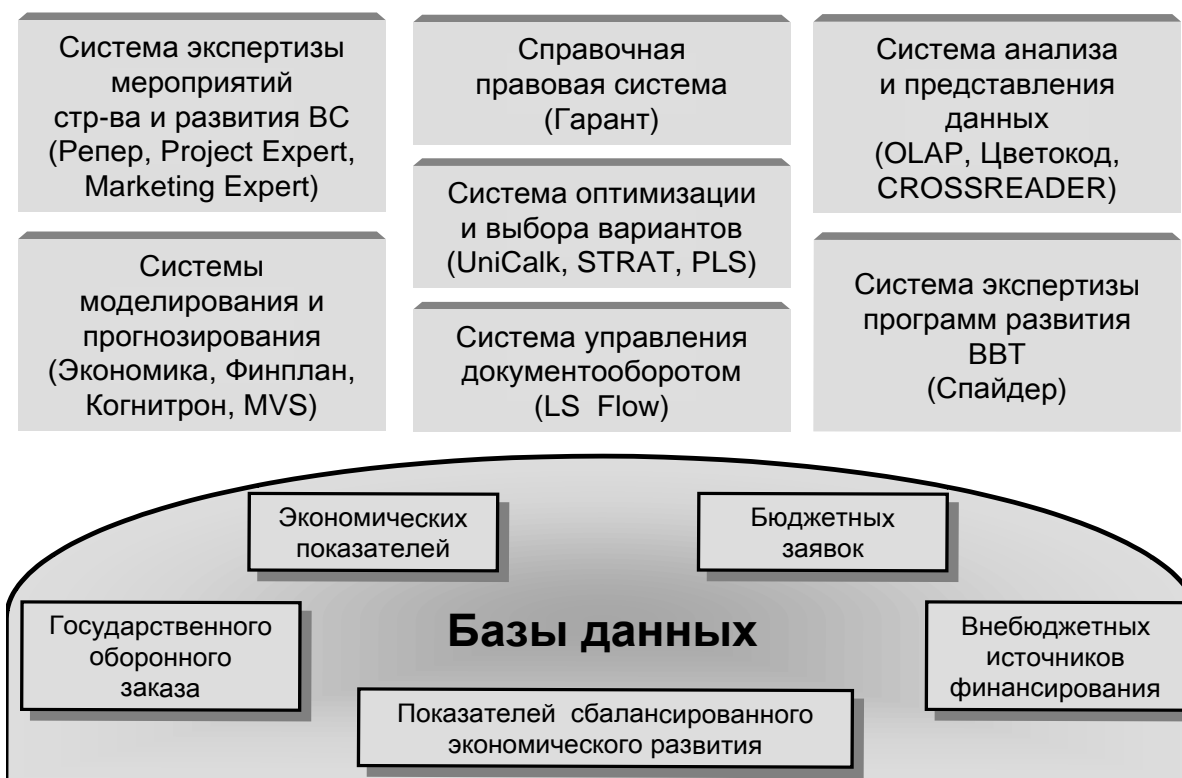 Система экспертизы
мероприятий
стр-ва и развития ВС
(Репер, Project Expert,
Marketing Expert)
Справочная
правовая система
(Гарант)
Система анализа
и представления
данных
(OLAP, Цветокод,
CROSSREADER)
Системы
моделирования и
прогнозирования
(Экономика, Финплан,
Когнитрон, MVS)
Система оптимизации
и выбора вариантов
(UniCalk, STRAT, PLS)
Система управления
документооборотом
(LS Flow)
Система экспертизы
программ развития
ВВТ
(Спайдер)
Экономических
показателей
Бюджетных
заявок
Государственного
оборонного
заказа
Базы данных
Внебюджетных
источников
финансирования
Показателей сбалансированного
экономического развития